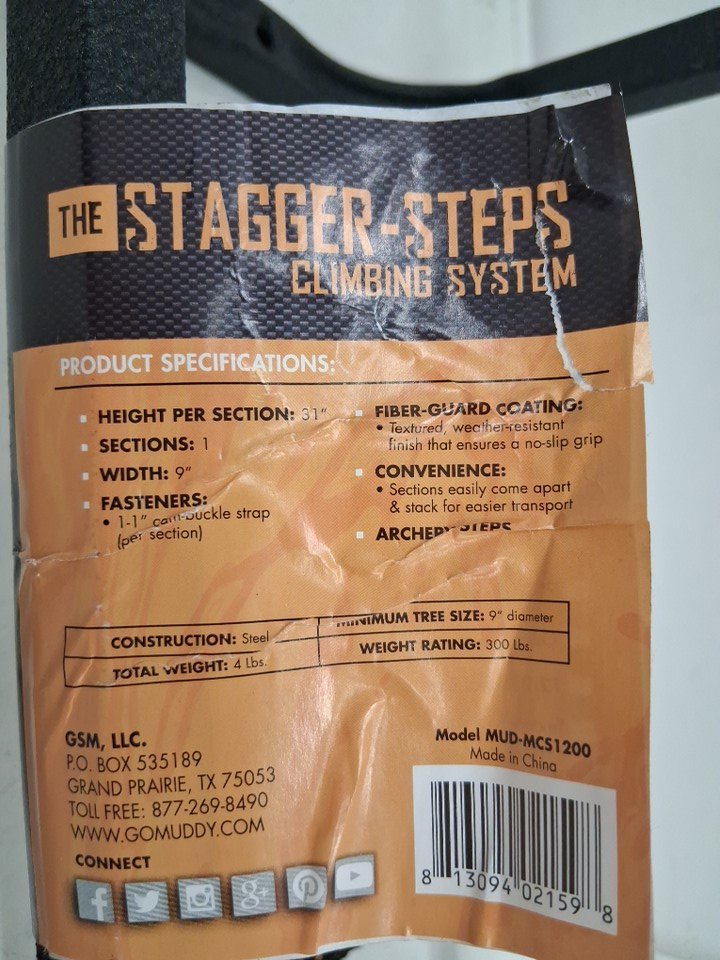 THE STAGGER-STEPS
CLIMBING SYSTEM
PRODUCT SPECIFICATIONS:
HEIGHT PER SECTION: 31"
SECTIONS: 1
WIDTH: 9"
FASTENERS:
• 1-1" cam-buckle strap
(per section)
FIBER-GUARD COATING:
• Textured, weather-resistant
finish that ensures a no-slip grip
CONVENIENCE:
• Sections easily come apart
& stack for easier transport
ARCHERY STEPS
CONSTRUCTION: Steel
TOTAL WEIGHT: 4 Lbs.
MINIMUM TREE SIZE: 9" diameter
WEIGHT RATING: 300 Lbs.
GSM, LLC.
P.O. BOX 535189
GRAND PRAIRIE, TX 75053
TOLL FREE: 877-269-8490
WWW.GOMUDDY.COM
CONNECT
f
g+
Model MUD-MCS1200
Made in China
8 13094 02159 8